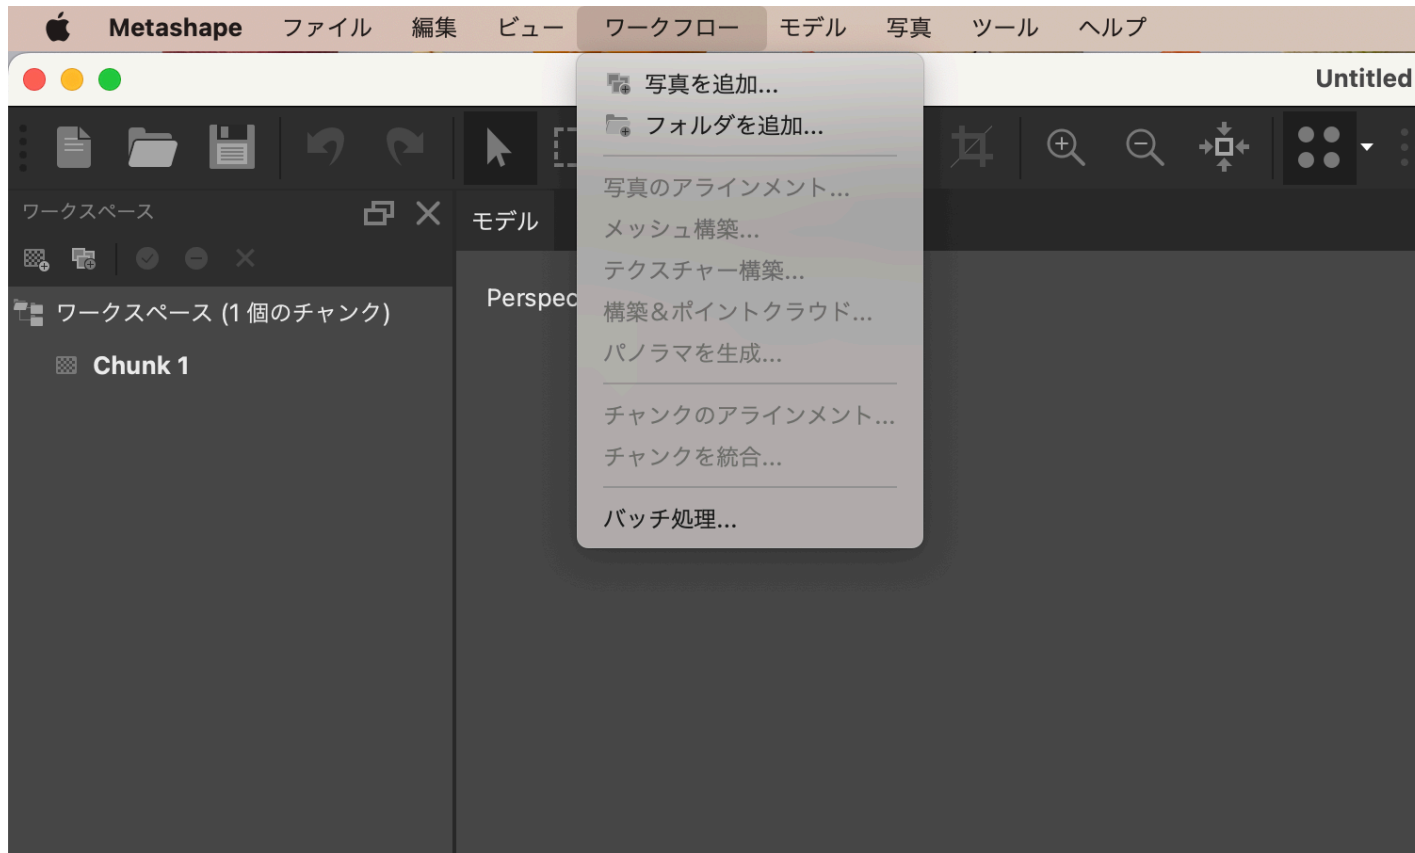 Metashape ファイル 編集 ビュー ワークフロー モデル 写真 ツール ヘルプ
Untitled
写真を追加...
フォルダを追加...
写真のアラインメント...
メッシュ構築...
テクスチャー構築...
構築&ポイントクラウド...
パノラマを生成...
チャンクのアラインメント...
チャンクを統合...
バッチ処理...
ワークスペース
ワークスペース (1 個のチャンク)
Chunk 1
モデル
Perspec